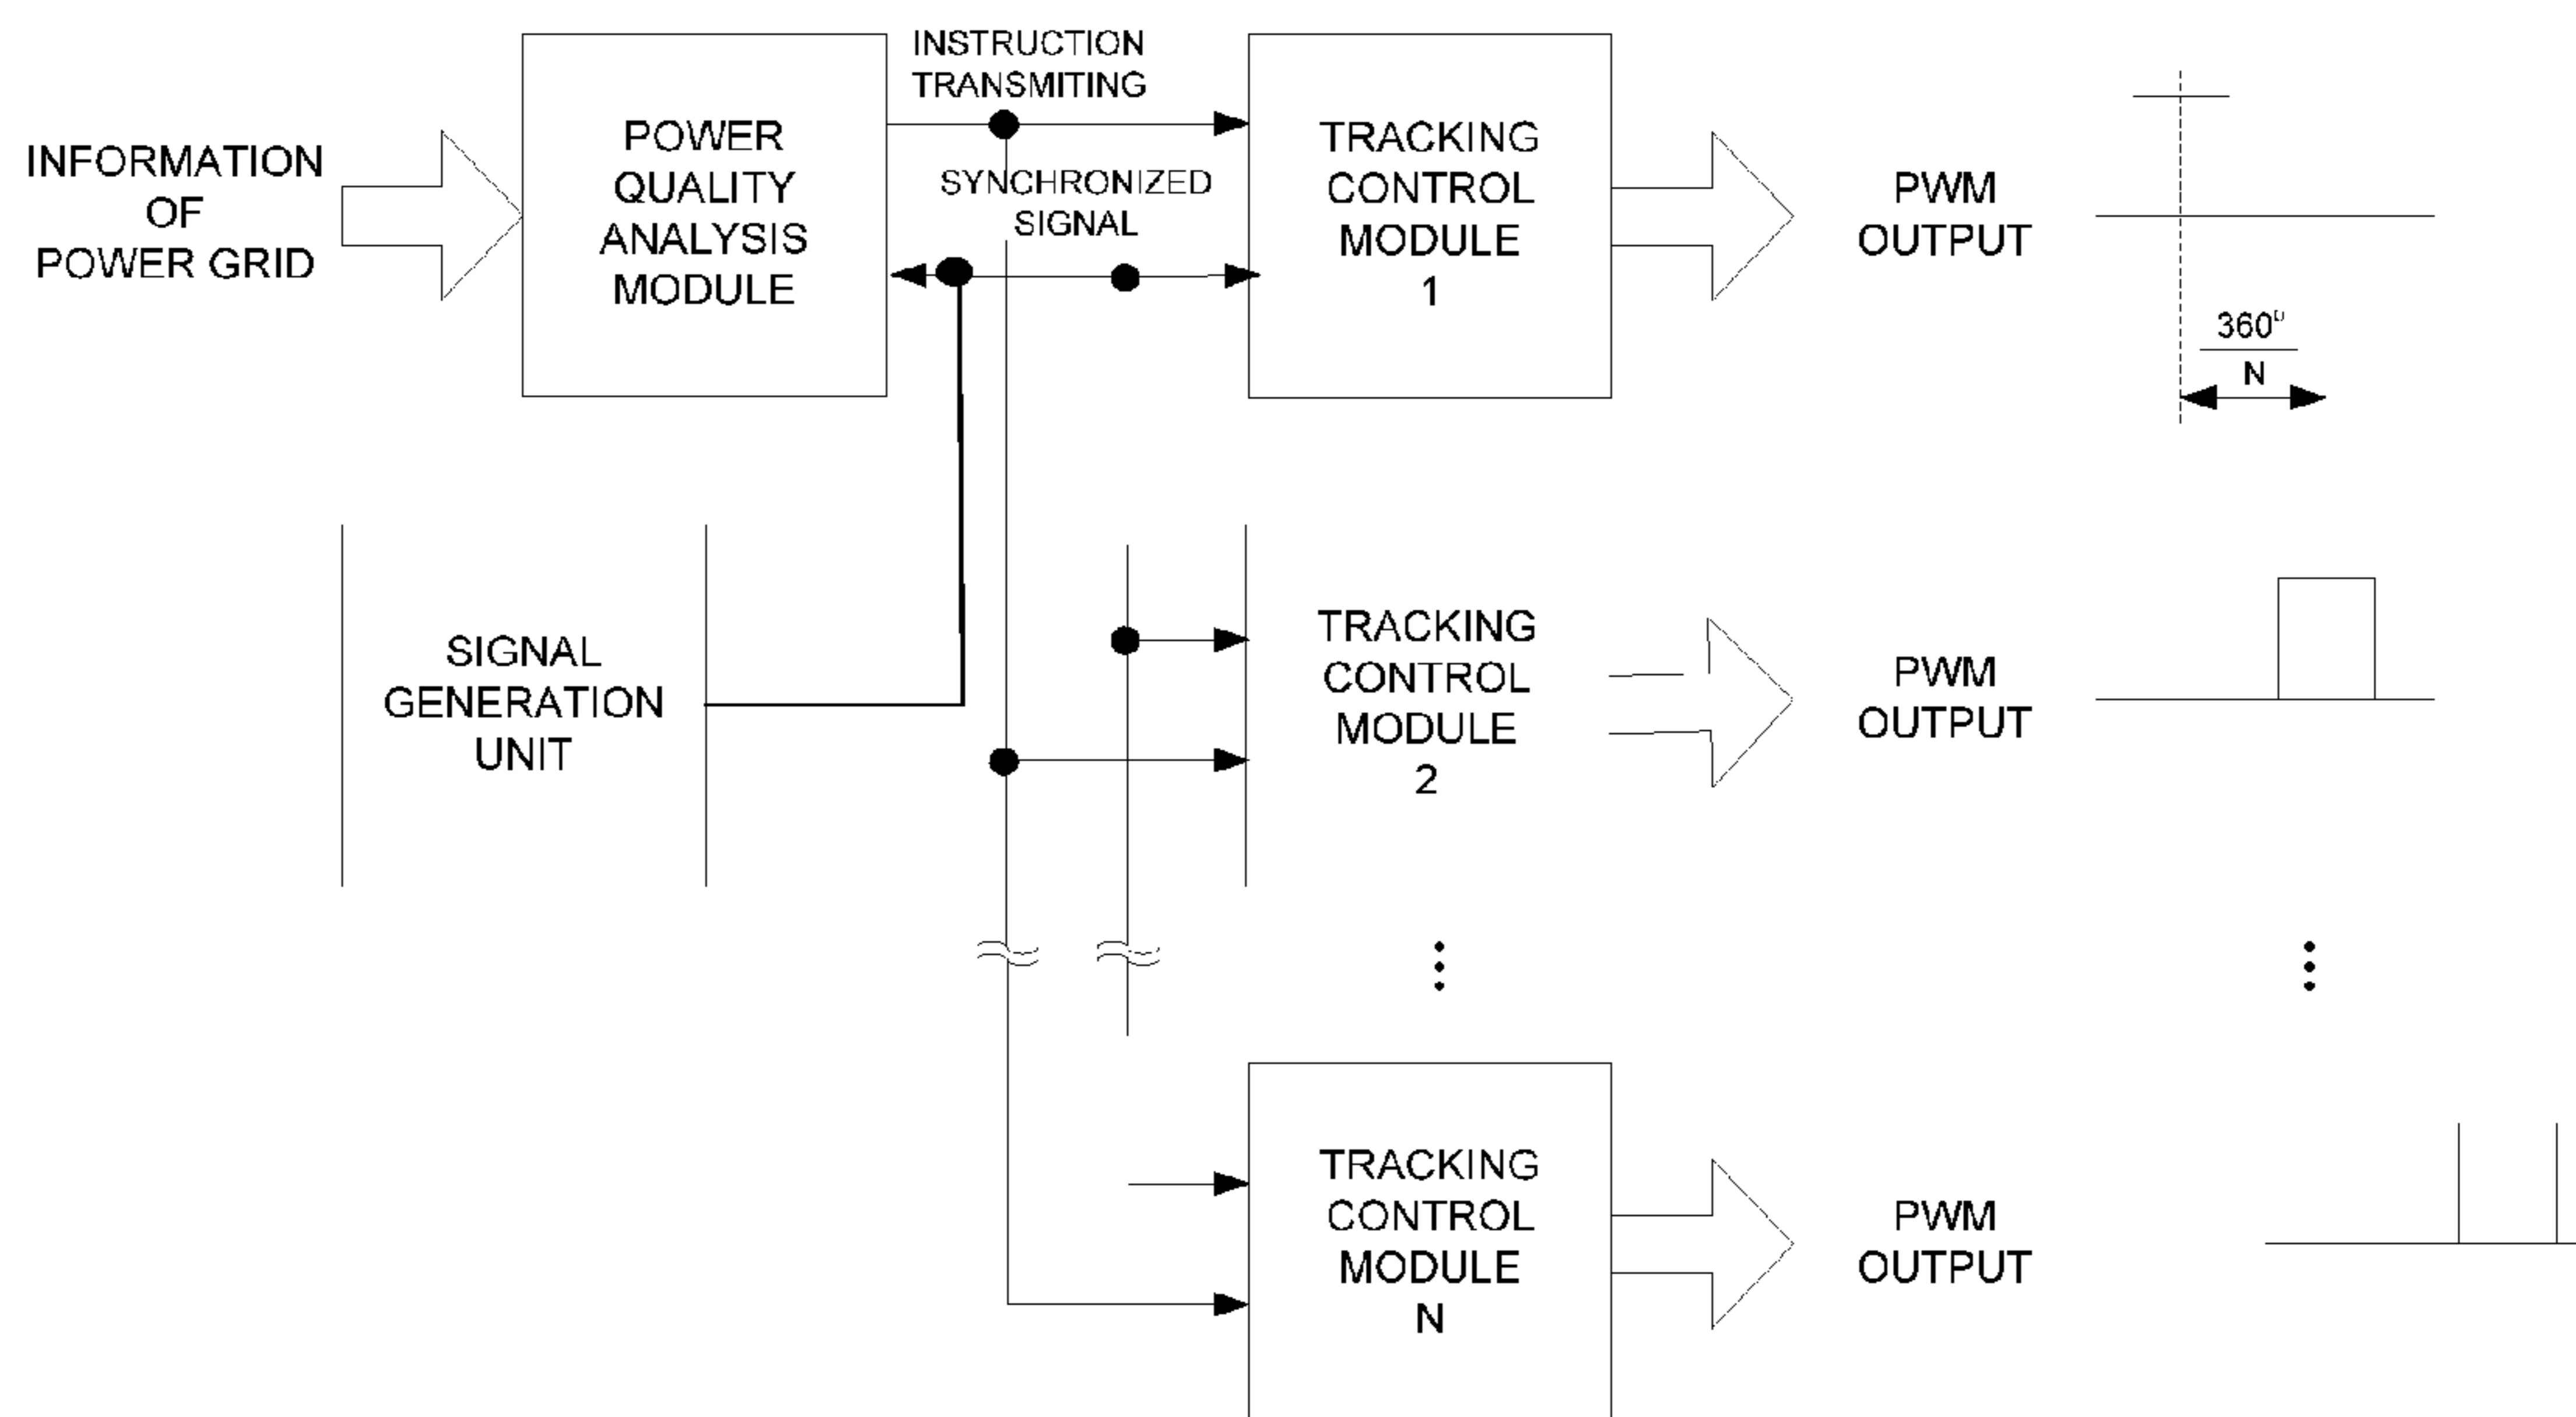 INFORMATION
OF
POWER GRID
POWER
QUALITY
ANALYSIS
MODULE
INSTRUCTION
TRANSMITING
SYNCHRONIZED
SIGNAL
TRACKING
CONTROL
MODULE
1
PWM
OUTPUT
360°
N
SIGNAL
GENERATION
UNIT
TRACKING
CONTROL
MODULE
2
PWM
OUTPUT
TRACKING
CONTROL
MODULE
N
PWM
OUTPUT